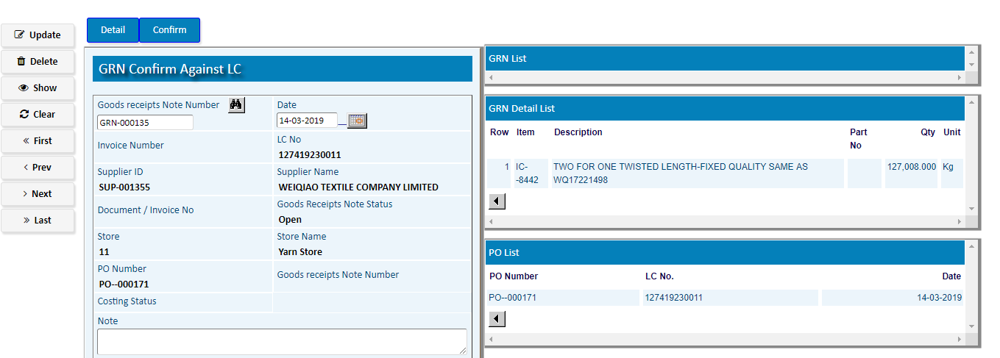 Update
Delete
Show
Clear
First
Prev
Next
Last
Detail Confirm
GRN Confirm Against LC
Goods receipts Note Number Date
GRN-000135 14-03-2019
Invoice Number LC No
127419230011
Supplier ID Supplier Name
SUP-001355 WEIQIAO TEXTILE COMPANY LIMITED
Document / Invoice No Goods Receipts Note Status
Open
Store Store Name
11 Yarn Store
PO Number Goods receipts Note Number
PO--000171
Costing Status
Note
GRN List
GRN Detail List
Row Item Description Part No Qty Unit
1 IC--8442 TWO FOR ONE TWISTED LENGTH-FIXED QUALITY SAME AS 127,008.000 Kg
WQ17221498
PO List
PO Number LC No. Date
PO--000171 127419230011 14-03-2019